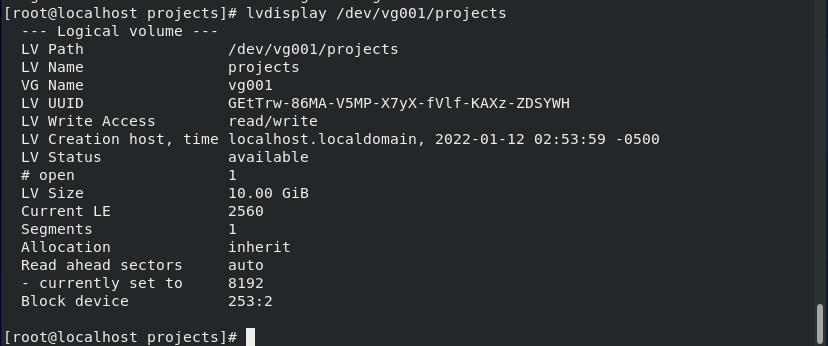 [root@localhost projects]# lvdisplay /dev/vg001/projects
--- Logical volume ---
LV Path /dev/vg001/projects
LV Name projects
VG Name vg001
LV UUID GEtTrw-86MA-V5MP-X7yX-fVlf-KAXz-ZDSYWH
LV Write Access read/write
LV Creation host, time localhost.localdomain, 2022-01-12 02:53:59 -0500
LV Status available
# open 1
LV Size 10.00 GiB
Current LE 2560
Segments 1
Allocation inherit
Read ahead sectors auto
- currently set to 8192
Block device 253:2
[root@localhost projects]#